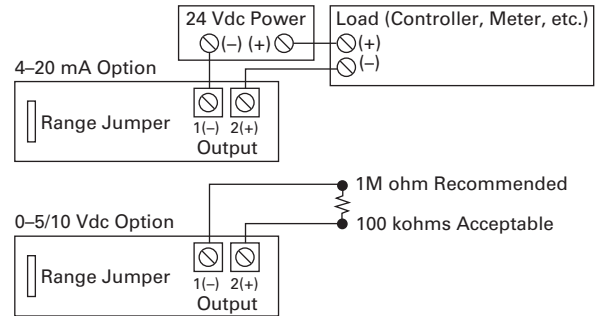 24 Vdc Power
Load (Controller, Meter, etc.)
(–) (+)
(+)
(–)
4–20 mA Option
Range Jumper
1(–) 2(+)
Output
1M ohm Recommended
0–5/10 Vdc Option
100 kohms Acceptable
Range Jumper
1(–) 2(+)
Output